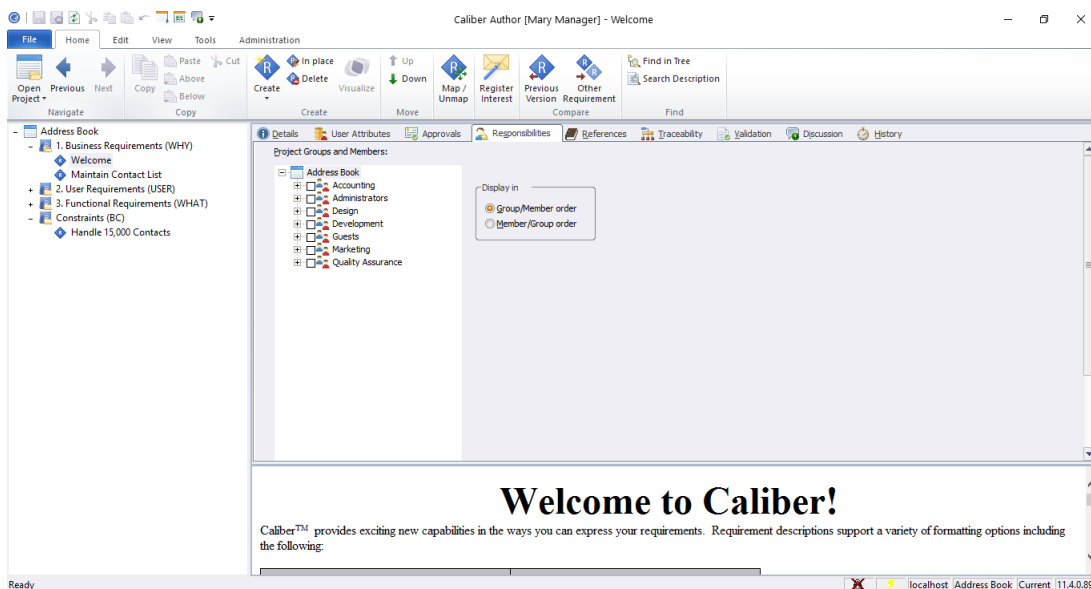 Caliber Author [Mary Manager] - Welcome
File Home Edit View Tools Administration
Open Project Previous Next
Navigate
Copy Paste Cut
Above
Below
Copy
Create In place
Delete
Visualize
Create
Up
Down
Move
Map / Unmap
Register Interest
Previous Version
Other Requirement
Compare
Find in Tree
Search Description
Find
Address Book
1. Business Requirements (WHY)
Welcome
Maintain Contact List
2. User Requirements (USER)
3. Functional Requirements (WHAT)
Constraints (BC)
Handle 15,000 Contacts
Details User Attributes Approvals Responsibilities References Traceability Validation Discussion History
Project Groups and Members:
Address Book
Accounting
Administrators
Design
Development
Guests
Marketing
Quality Assurance
Display in
Group/Member order
Member/Group order
Welcome to Caliber!
Caliber™ provides exciting new capabilities in the ways you can express your requirements. Requirement descriptions support a variety of formatting options including
the following:
Ready localhost Address Book Current 11.4.0.89